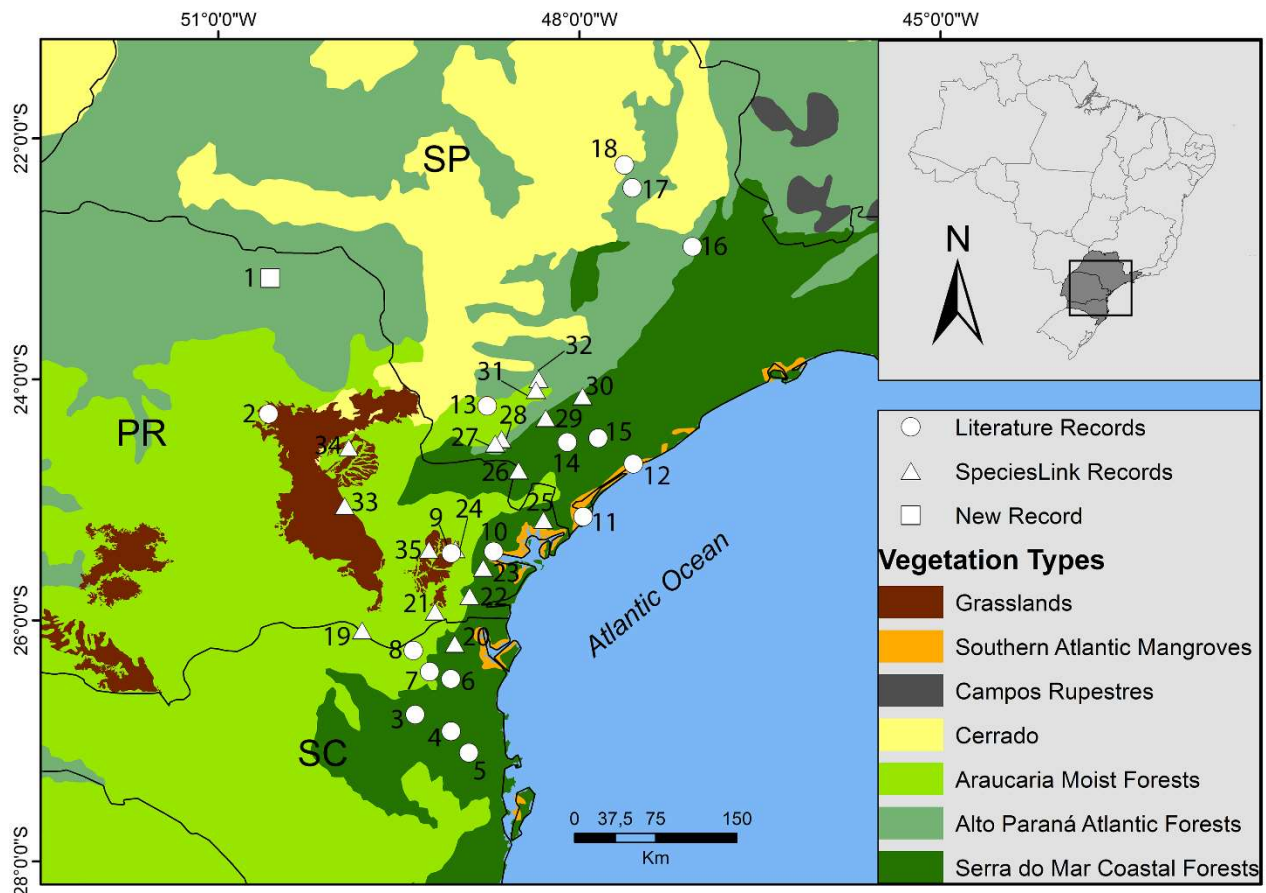 51°0'0"W
48°0'0"W
45°0'0"W
22°0'0"S
24°0'0"S
26°0'0"S
28°0'0"S
SP
PR
SC
18
17
16
1
32
31
30
2
13
28
29
27
15
34
14
12
26
33
25
11
9
24
10
35
23
21
22
19
20
8
7
6
3
4
5
Atlantic Ocean
0 37,5 75 150
Km
N
Literature Records
SpeciesLink Records
New Record
Vegetation Types
Grasslands
Southern Atlantic Mangroves
Campos Rupestres
Cerrado
Araucaria Moist Forests
Alto Paraná Atlantic Forests
Serra do Mar Coastal Forests